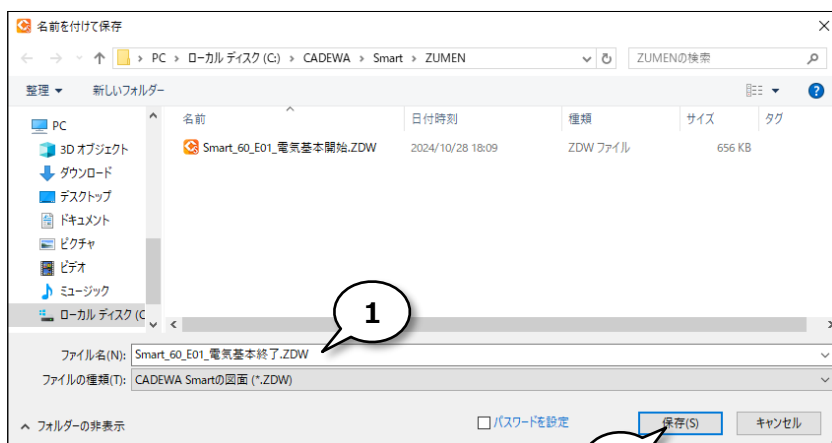 名前を付けて保存
PC › ローカル ディスク (C:) › CADEWA › Smart › ZUMEN
ZUMENの検索
整理
新しいフォルダー
名前 日付時刻 種類 サイズ タグ
PC
3D オブジェクト
Smart_60_E01_電気基本開始.ZDW 2024/10/28 18:09 ZDW ファイル 656 KB
ダウンロード
デスクトップ
ドキュメント
ピクチャ
ビデオ
ミュージック
ローカル ディスク (C
1
ファイル名(N): Smart_60_E01_電気基本終了.ZDW
ファイルの種類(T): CADEWA Smartの図面 (*.ZDW)
フォルダーの非表示
パスワードを設定
保存(S)
キャンセル